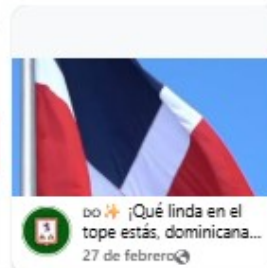 DO✨ ¡Qué linda en el
tope estás, dominicana...
27 de febrero